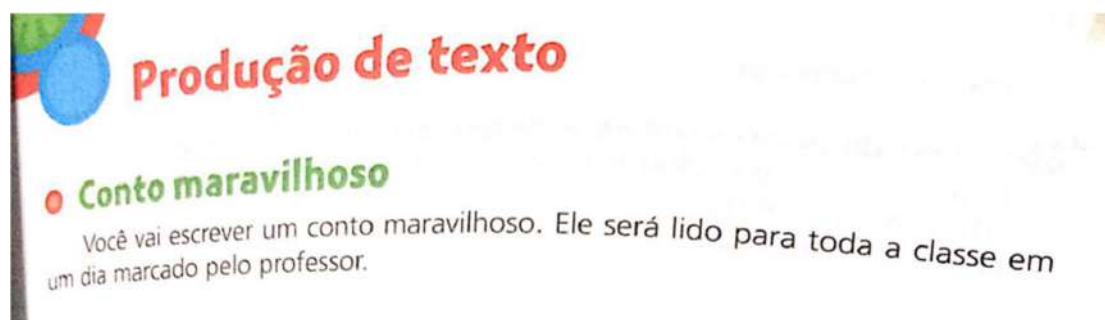 Produção de texto
Conto maravilhoso
Você vai escrever um conto maravilhoso. Ele será lido para toda a classe em
um dia marcado pelo professor.